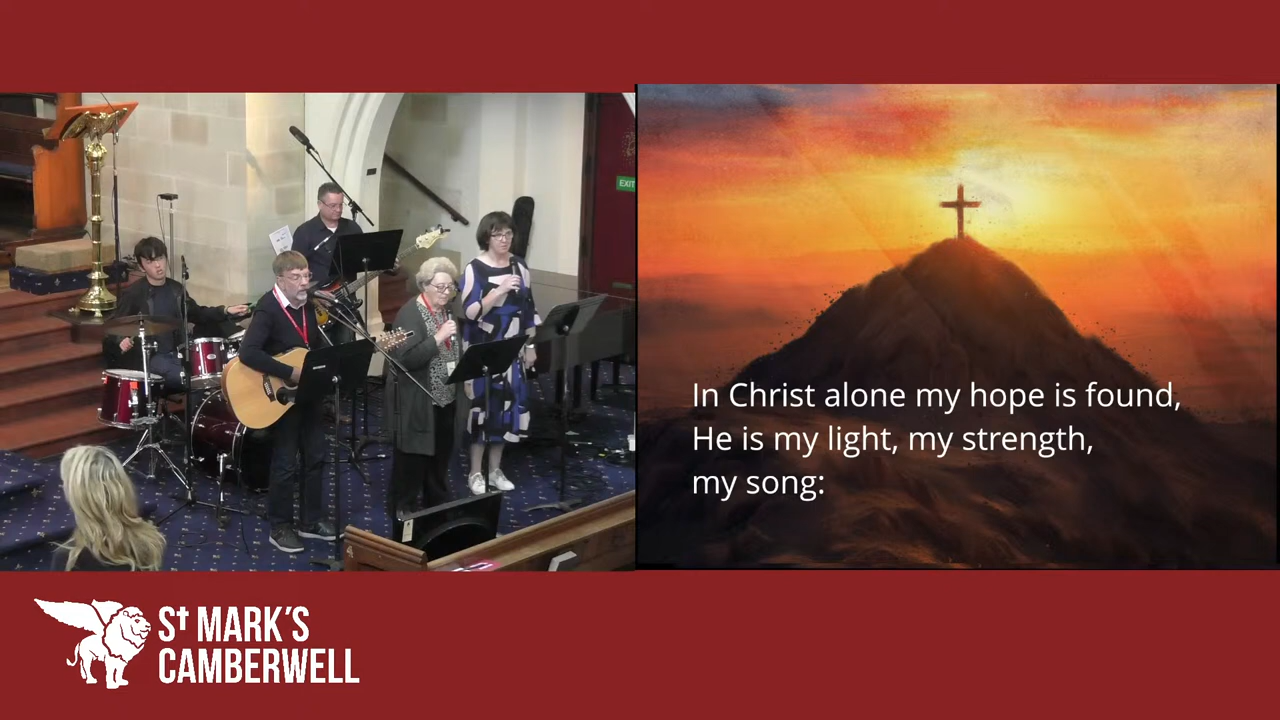 EXIT
In Christ alone my hope is found,
He is my light, my strength,
my song:
St MARK'S
CAMBERWELL